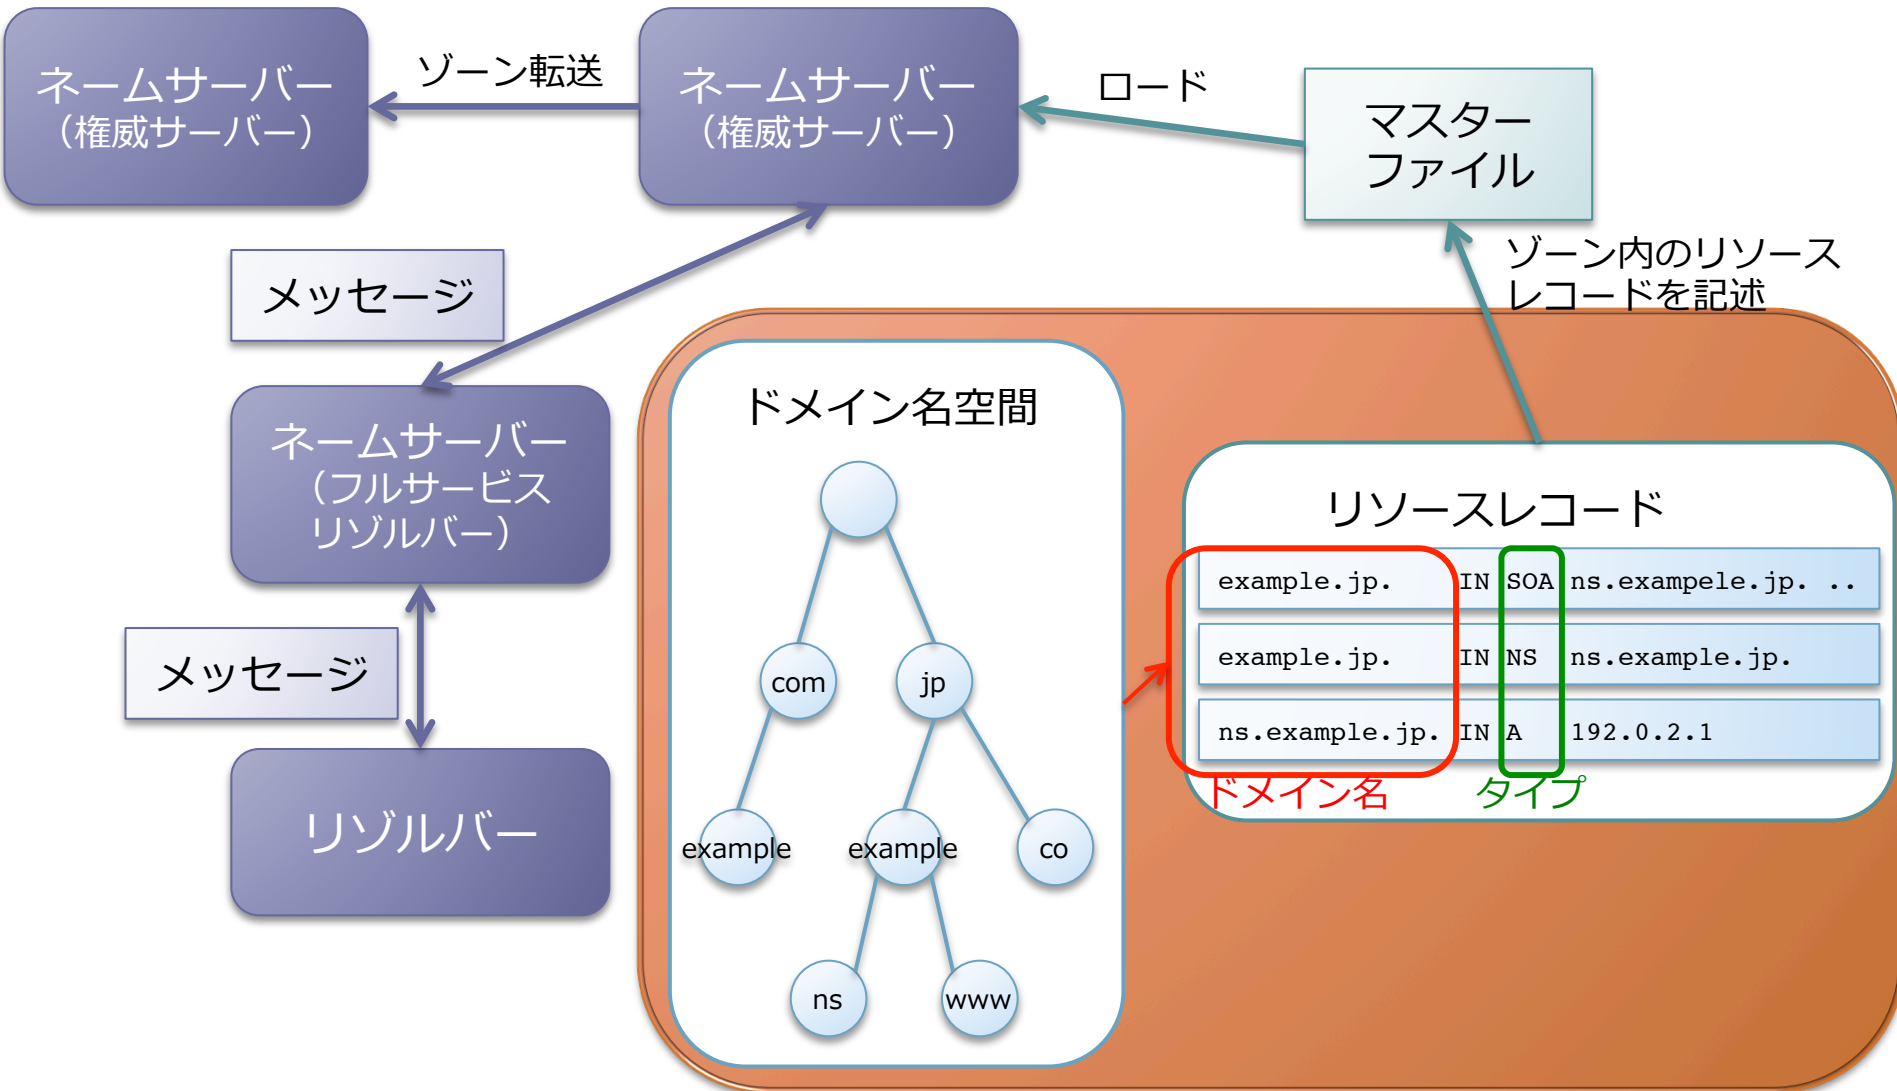 ネームサーバー
（権威サーバー）
ゾーン転送
ネームサーバー
（権威サーバー）
ロード
マスター
ファイル
ゾーン内のリソース
レコードを記述
メッセージ
ネームサーバー
（フルサービス
リゾルバー）
メッセージ
リゾルバー
ドメイン名空間
com
jp
example
example
co
ns
www
リソースレコード
example.jp. IN SOA ns.exampele.jp. ..
example.jp. IN NS ns.example.jp.
ns.example.jp. IN A 192.0.2.1
ドメイン名
タイプ